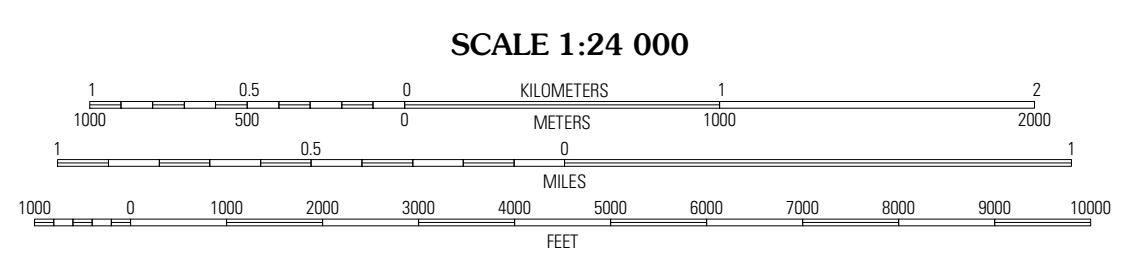 SCALE 1:24 000
1 0.5 0 KILOMETERS 1 2
1000 500 0 METERS 1000 2000
1 0.5 0 1
MILES
1000 0 1000 2000 3000 4000 5000 6000 7000 8000 9000 10000
FEET